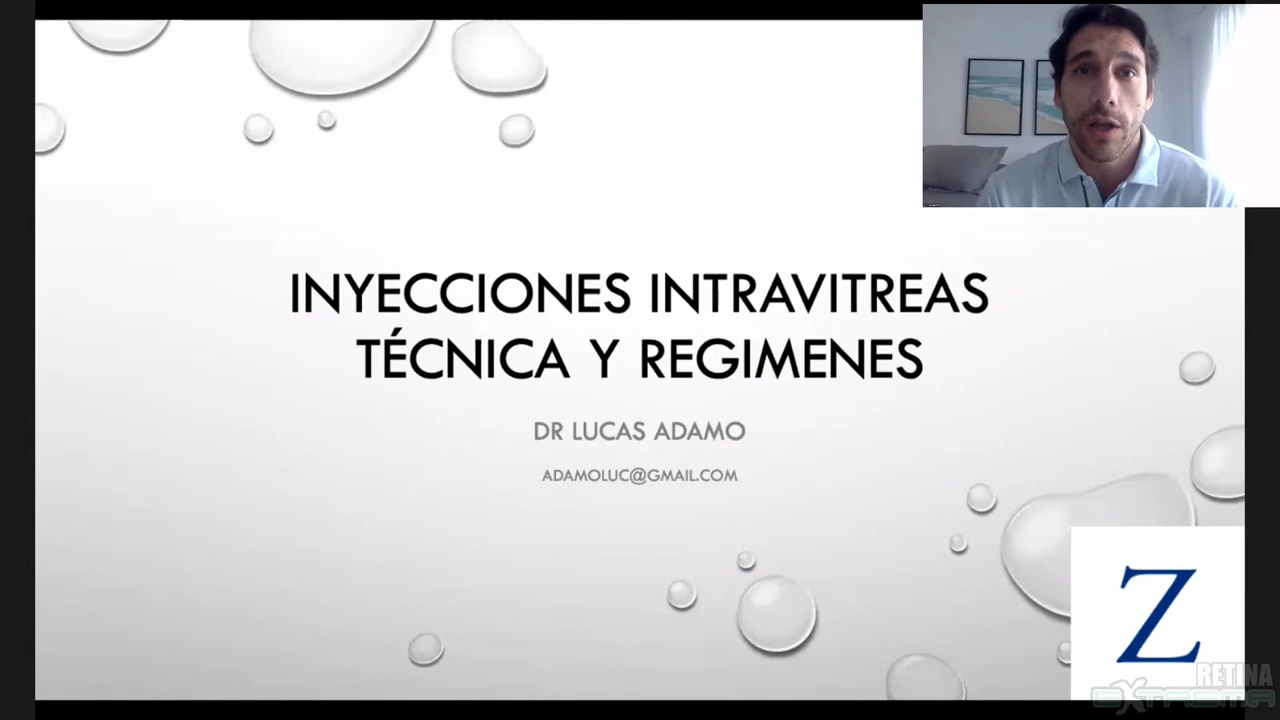 INYECCIONES INTRAVITREAS
TÉCNICA Y REGIMENES
DR LUCAS ADAMO
ADAMOLUC@GMAIL.COM
Z
RETINA
EXTREMA